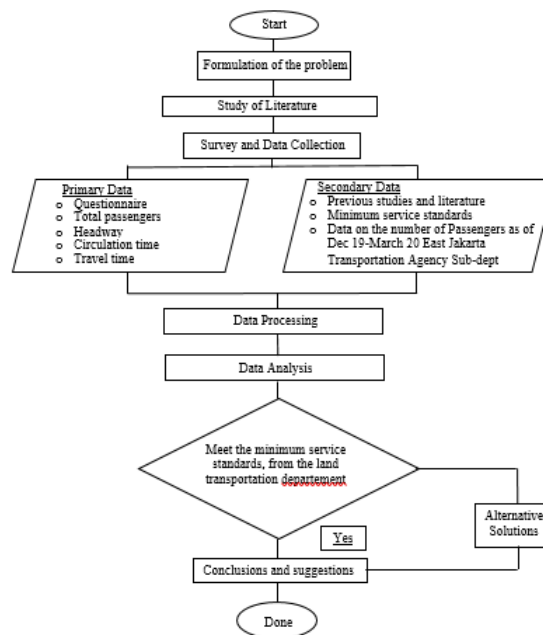 Start
Formulation of the problem
Study of Literature
Survey and Data Collection
Primary Data
o Questionnaire
o Total passengers
o Headway
o Circulation time
o Travel time
Secondary Data
o Previous studies and literature
o Minimum service standards
o Data on the number of Passengers as of
Dec 19-March 20 East Jakarta
Transportation Agency Sub-dept
Data Processing
Data Analysis
Meet the minimum service
standards, from the land
transportation departement
Alternative
Solutions
Yes
Conclusions and suggestions
Done